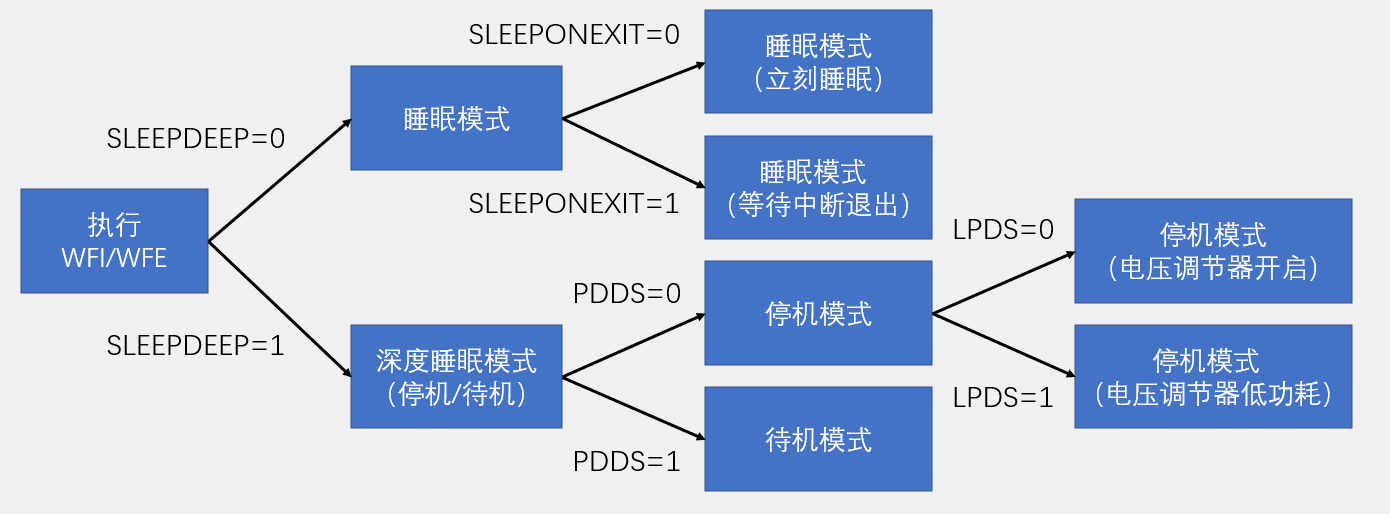 SLEEPONEXIT=0
睡眠模式
（立刻睡眠）
睡眠模式
SLEEPDEEP=0
睡眠模式
（等待中断退出）
SLEEPONEXIT=1
执行
WFI/WFE
LPDS=0
停机模式
（电压调节器开启）
PDDS=0
停机模式
SLEEPDEEP=1
深度睡眠模式
（停机/待机）
停机模式
（电压调节器低功耗）
LPDS=1
待机模式
PDDS=1